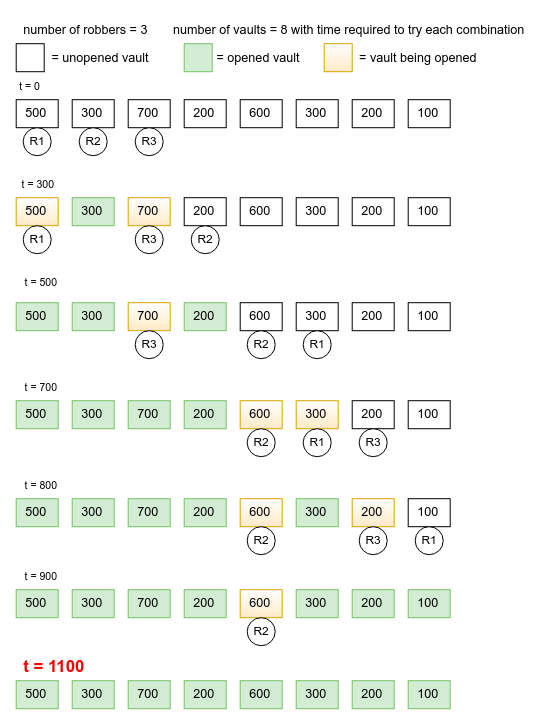 number of robbers = 3 number of vaults = 8 with time required to try each combination
= unopened vault = opened vault = vault being opened
t = 0
500 300 700 200 600 300 200 100
R1 R2 R3
t = 300
500 300 700 200 600 300 200 100
R1 R3 R2
t = 500
500 300 700 200 600 300 200 100
R3 R2 R1
t = 700
500 300 700 200 600 300 200 100
R2 R1 R3
t = 800
500 300 700 200 600 300 200 100
R2 R3 R1
t = 900
500 300 700 200 600 300 200 100
R2
t = 1100
500 300 700 200 600 300 200 100